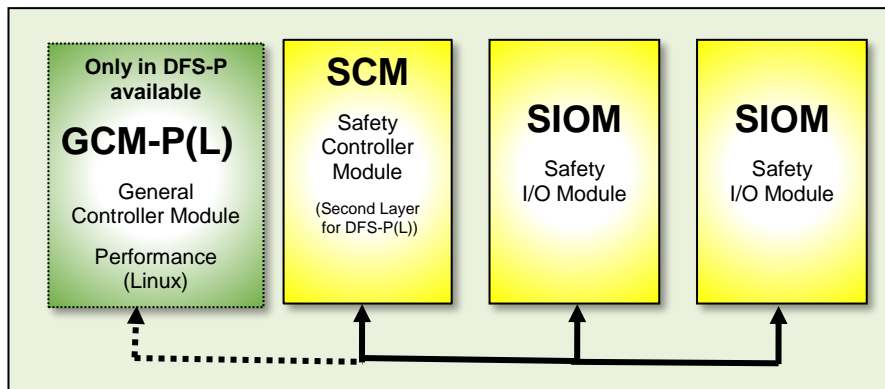 Only in DFS-P
available
GCM-P(L)
General
Controller Module
Performance
(Linux)
SCM
Safety
Controller
Module
(Second Layer
for DFS-P(L))
SIOM
Safety
I/O Module
SIOM
Safety
I/O Module